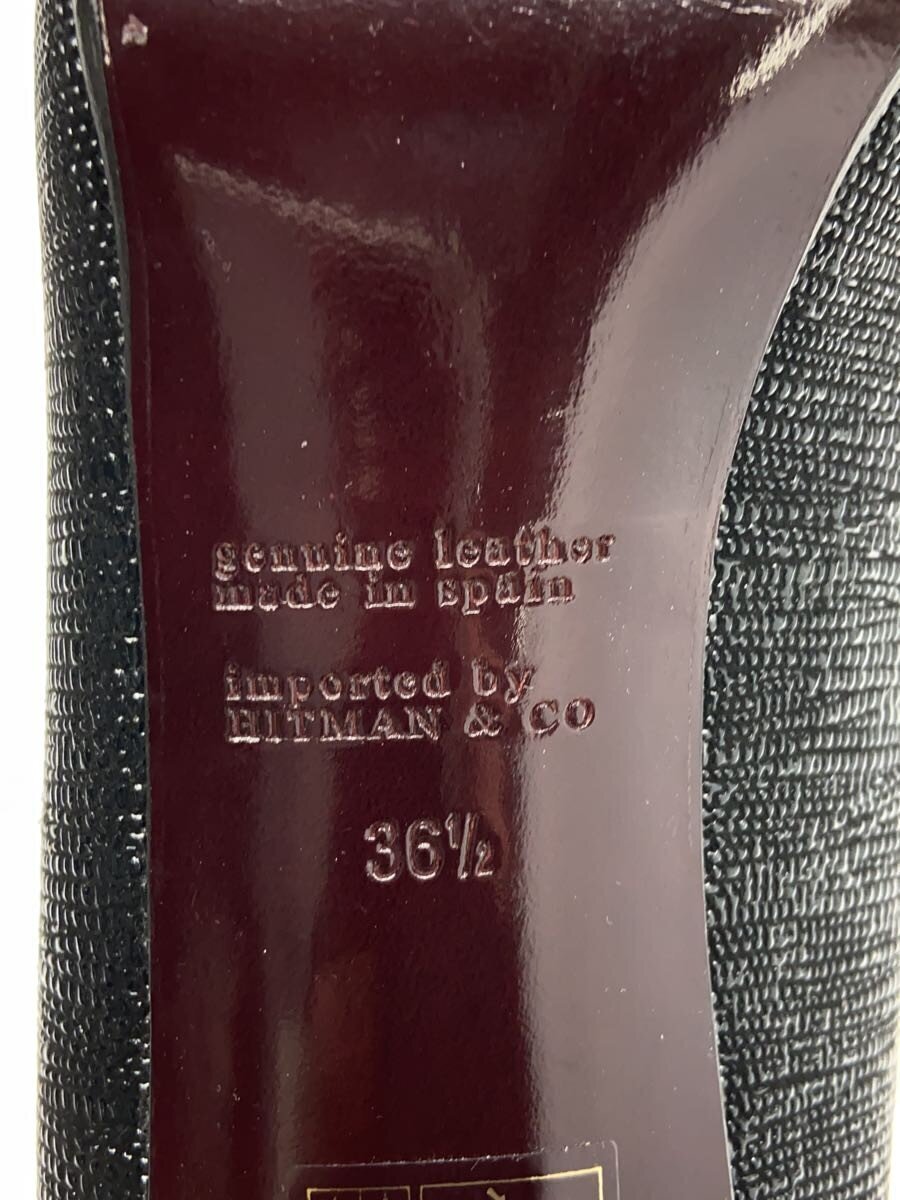 genuine leather
made in spain
imported by
HITMAN & CO
36½